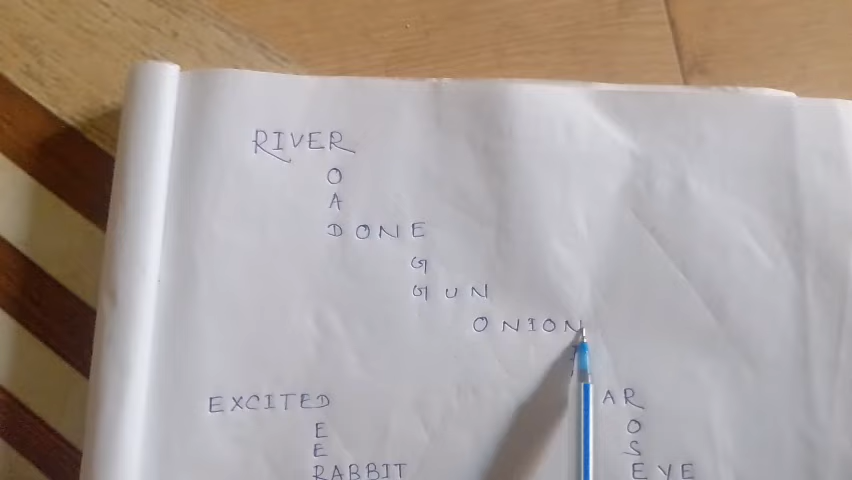 RIVER
O
A
DONE
G
GUN
ONION
EXCITED AR
E O
E S
RABBIT EYE